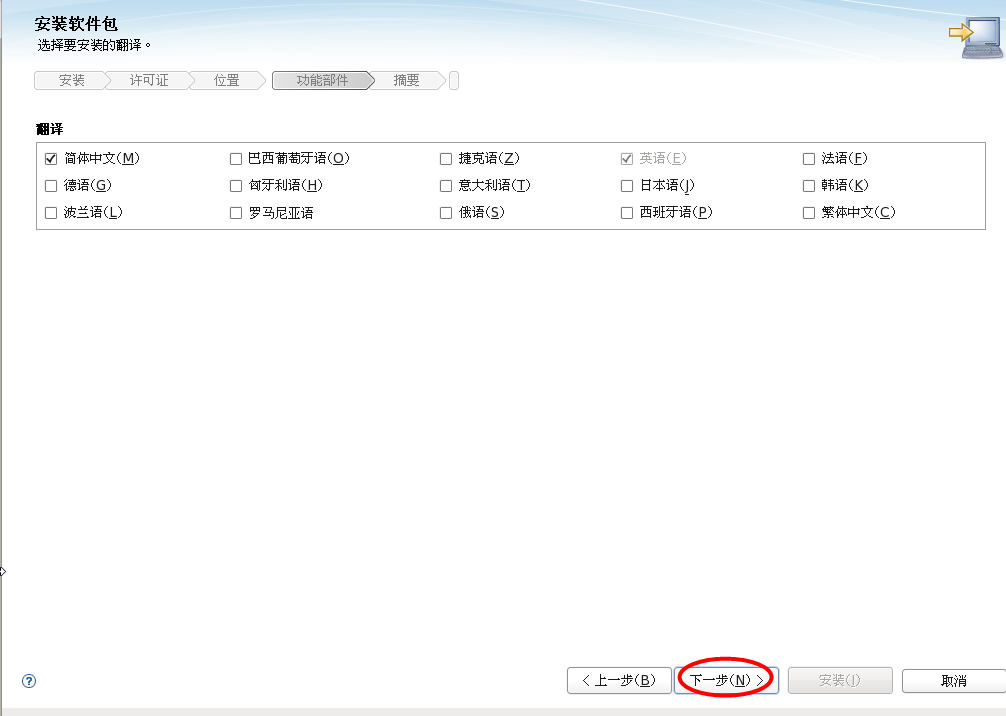 安装软件包
选择要安装的翻译。
安装 许可证 位置 功能部件 摘要
翻译
简体中文(M) 巴西葡萄牙语(O) 捷克语(Z) 英语(E) 法语(F)
德语(G) 匈牙利语(H) 意大利语(T) 日本语(J) 韩语(K)
波兰语(L) 罗马尼亚语 俄语(S) 西班牙语(P) 繁体中文(C)
? < 上一步(B) 下一步(N) > 安装(I) 取消